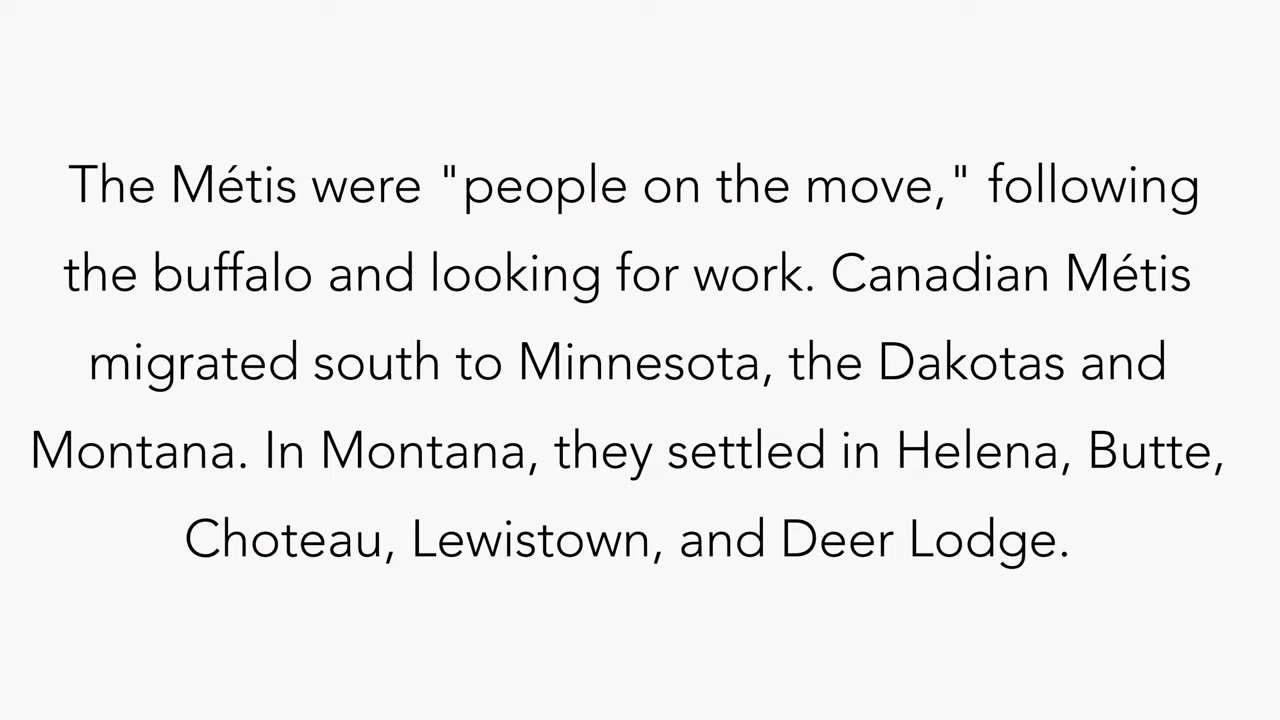 The Métis were "people on the move," following
the buffalo and looking for work. Canadian Métis
migrated south to Minnesota, the Dakotas and
Montana. In Montana, they settled in Helena, Butte,
Choteau, Lewistown, and Deer Lodge.